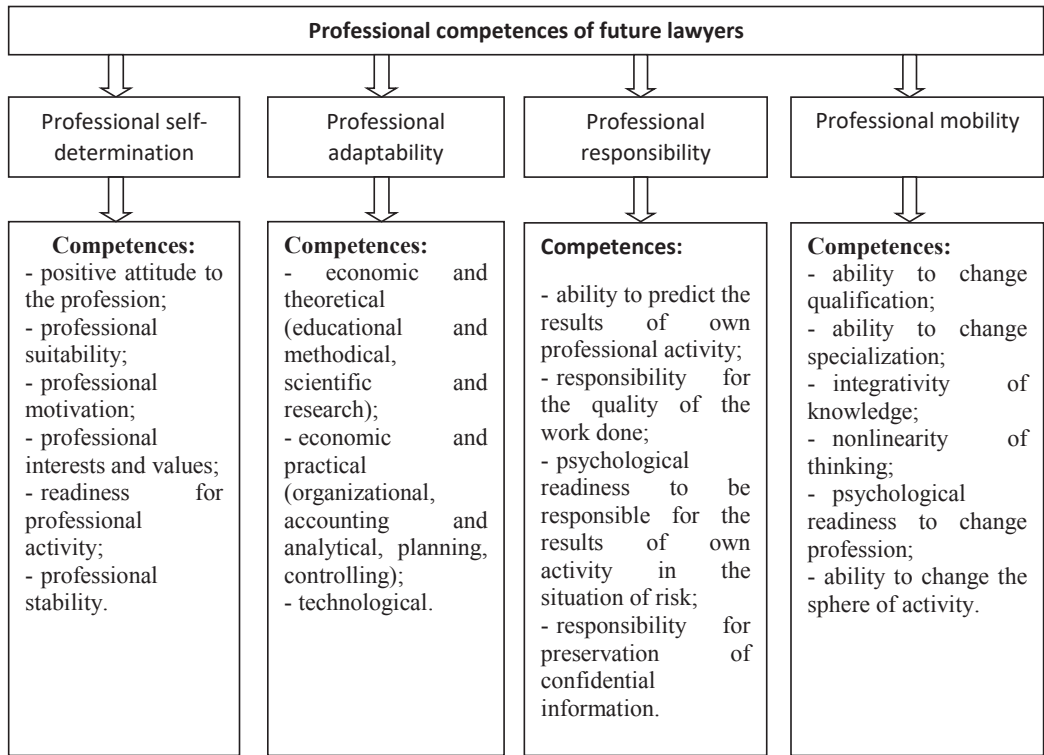 Professional competences of future lawyers
Professional self-
determination
Professional
adaptability
Professional
responsibility
Professional mobility
Competences:
- positive attitude to
the profession;
- professional
suitability;
- professional
motivation;
- professional
interests and values;
- readiness for
professional
activity;
- professional
stability.
Competences:
- economic and
theoretical
(educational and
methodical,
scientific and
research);
- economic and
practical
(organizational,
accounting and
analytical, planning,
controlling);
- technological.
Competences:
- ability to predict the
results of own
professional activity;
- responsibility for
the quality of the
work done;
- psychological
readiness to be
responsible for the
results of own
activity in the
situation of risk;
- responsibility for
preservation of
confidential
information.
Competences:
- ability to change
qualification;
- ability to change
specialization;
- integrativity of
knowledge;
- nonlinearity of
thinking;
- psychological
readiness to change
profession;
- ability to change the
sphere of activity.